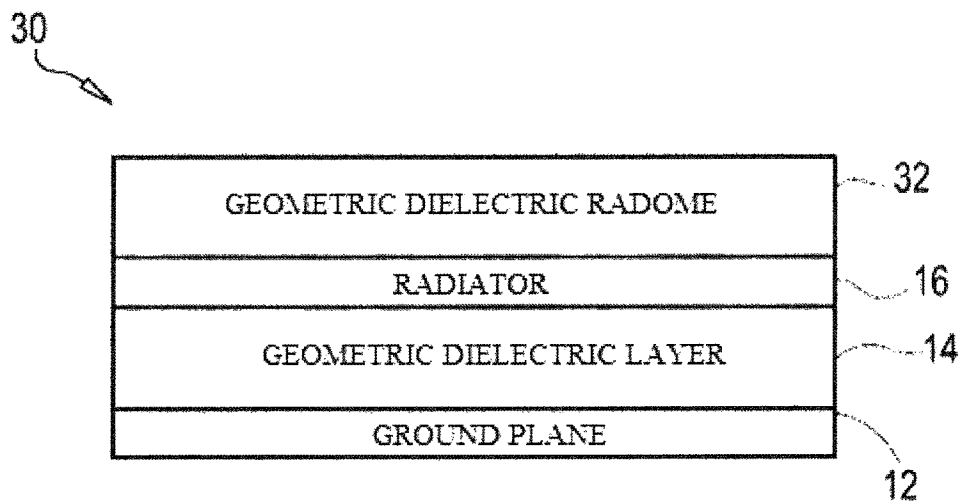 30
GEOMETRIC DIELECTRIC RADOME
32
RADIATOR
16
GEOMETRIC DIELECTRIC LAYER
14
GROUND PLANE
12